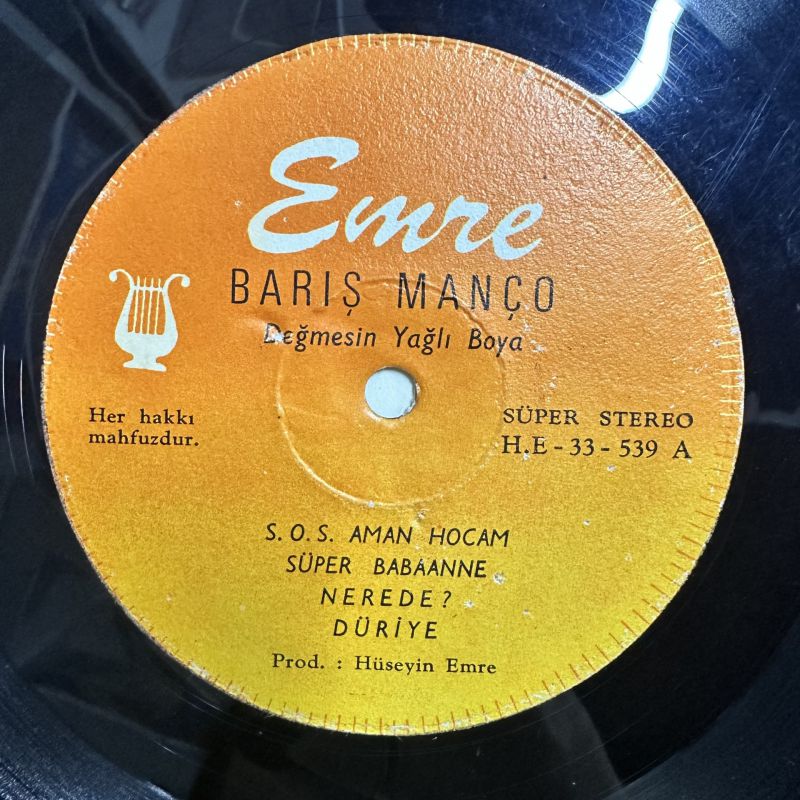 Emre
BARIŞ MANÇO
Değmesin Yağlı Boya
Her hakkı
mahfuzdur.
SÜPER STEREO
H.E - 33 - 539 A
S.O.S. AMAN HOCAM
SÜPER BABAANNE
NEREDE?
DÜRİYE
Prod. : Hüseyin Emre